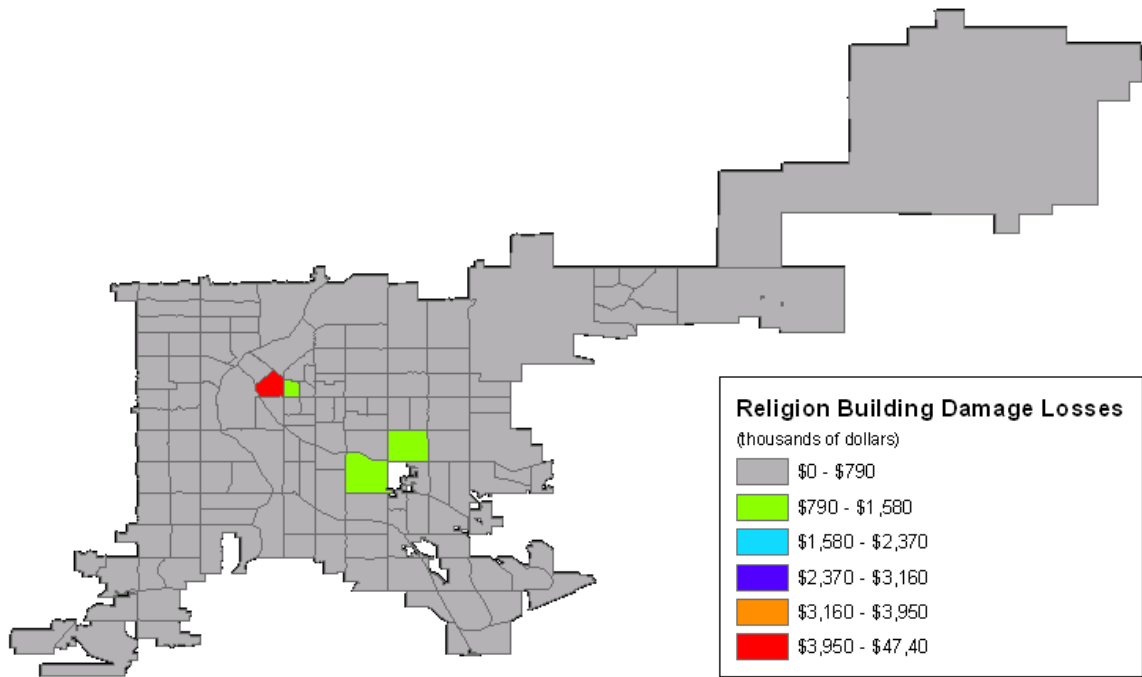 Religion Building Damage Losses
(thousands of dollars)
$0 - $790
$790 - $1,580
$1,580 - $2,370
$2,370 - $3,160
$3,160 - $3,950
$3,950 - $47,40